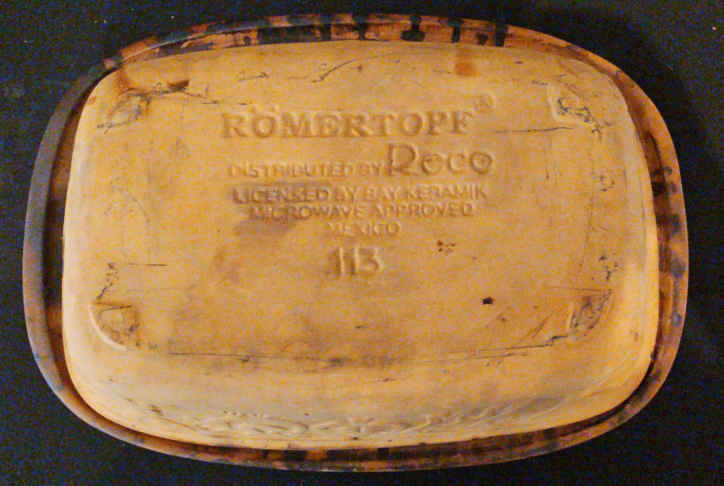 RÖMERTOPF®
DISTRIBUTED BY Reco
LICENSED BY BAY KERAMIK
MICROWAVE APPROVED
MEXICO
113